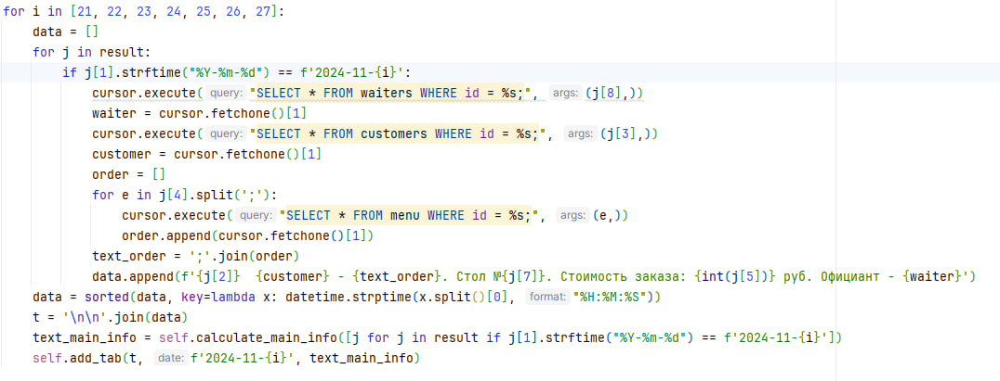 for i in [21, 22, 23, 24, 25, 26, 27]:
    data = []
    for j in result:
        if j[1].strftime("%Y-%m-%d") == f'2024-11-{i}':
            cursor.execute( query: "SELECT * FROM waiters WHERE id = %s;", args: (j[8],))
            waiter = cursor.fetchone()[1]
            cursor.execute( query: "SELECT * FROM customers WHERE id = %s;", args: (j[3],))
            customer = cursor.fetchone()[1]
            order = []
            for e in j[4].split(';'):
                cursor.execute( query: "SELECT * FROM menu WHERE id = %s;", args: (e,))
                order.append(cursor.fetchone()[1])
            text_order = ';'.join(order)
            data.append(f'{j[2]}  {customer} - {text_order}. Стол №{j[7]}. Стоимость заказа: {int(j[5])} руб. Официант - {waiter}')
    data = sorted(data, key=lambda x: datetime.strptime(x.split()[0], format: "%H:%M:%S"))
    t = '\n\n'.join(data)
    text_main_info = self.calculate_main_info([j for j in result if j[1].strftime("%Y-%m-%d") == f'2024-11-{i}'])
    self.add_tab(t, date: f'2024-11-{i}', text_main_info)